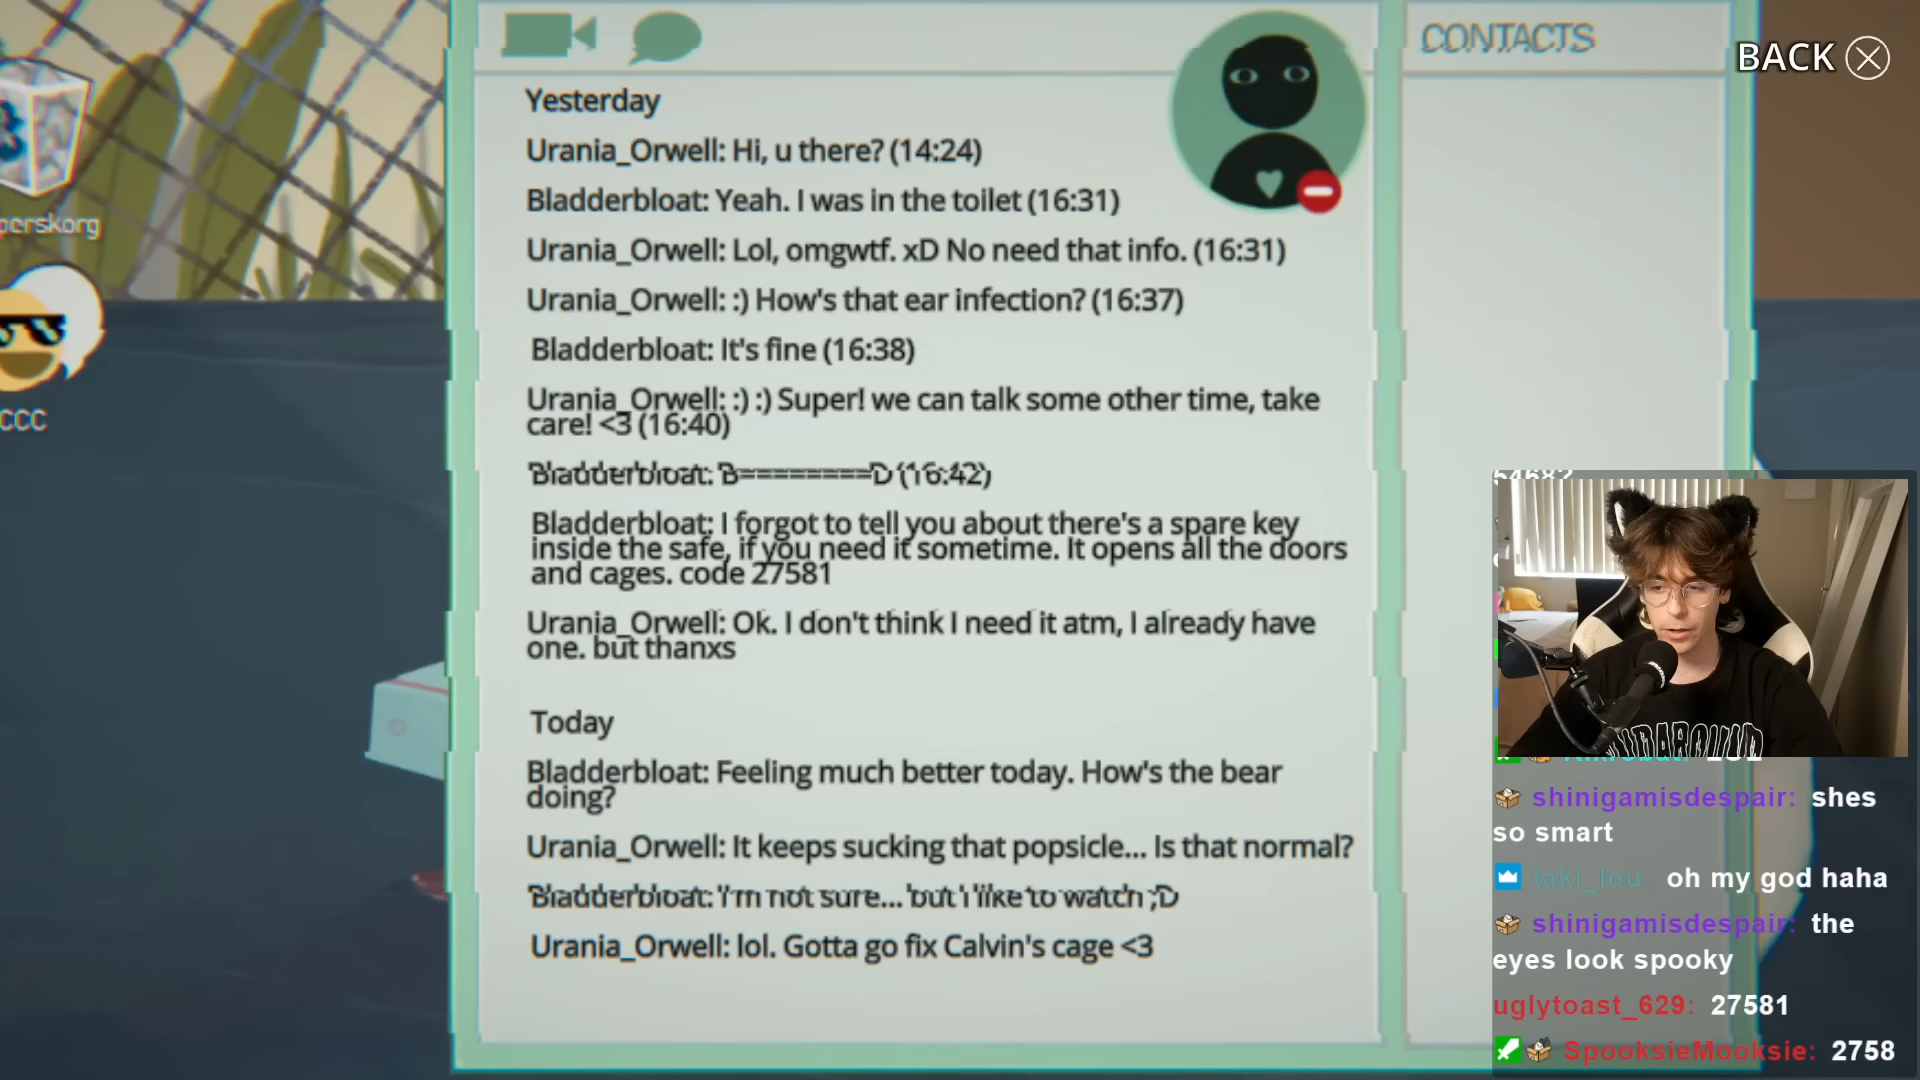 CONTACTS
BACK
Yesterday
Urania_Orwell: Hi, u there? (14:24)
Bladderbloat: Yeah. I was in the toilet (16:31)
Urania_Orwell: Lol, omgwtf. xD No need that info. (16:31)
Urania_Orwell: :) How's that ear infection? (16:37)
Bladderbloat: It's fine (16:38)
Urania_Orwell: :) :) Super! we can talk some other time, take
care! <3 (16:40)
Bladderbloat: B========D (16:42)
Bladderbloat: I forgot to tell you about there's a spare key
inside the safe, if you need it sometime. It opens all the doors
and cages. code 27581
Urania_Orwell: Ok. I don't think I need it atm, I already have
one. but thanxs
Today
Bladderbloat: Feeling much better today. How's the bear
doing?
Urania_Orwell: It keeps sucking that popsicle... Is that normal?
Bladderbloat: I'm not sure... but I like to watch ;D
Urania_Orwell: lol. Gotta go fix Calvin's cage <3
perskorg
CCC
shinigamisdespair: shes
so smart
taki_lou: oh my god haha
shinigamisdespair: the
eyes look spooky
uglytoast_629: 27581
SpooksieMooksie: 2758